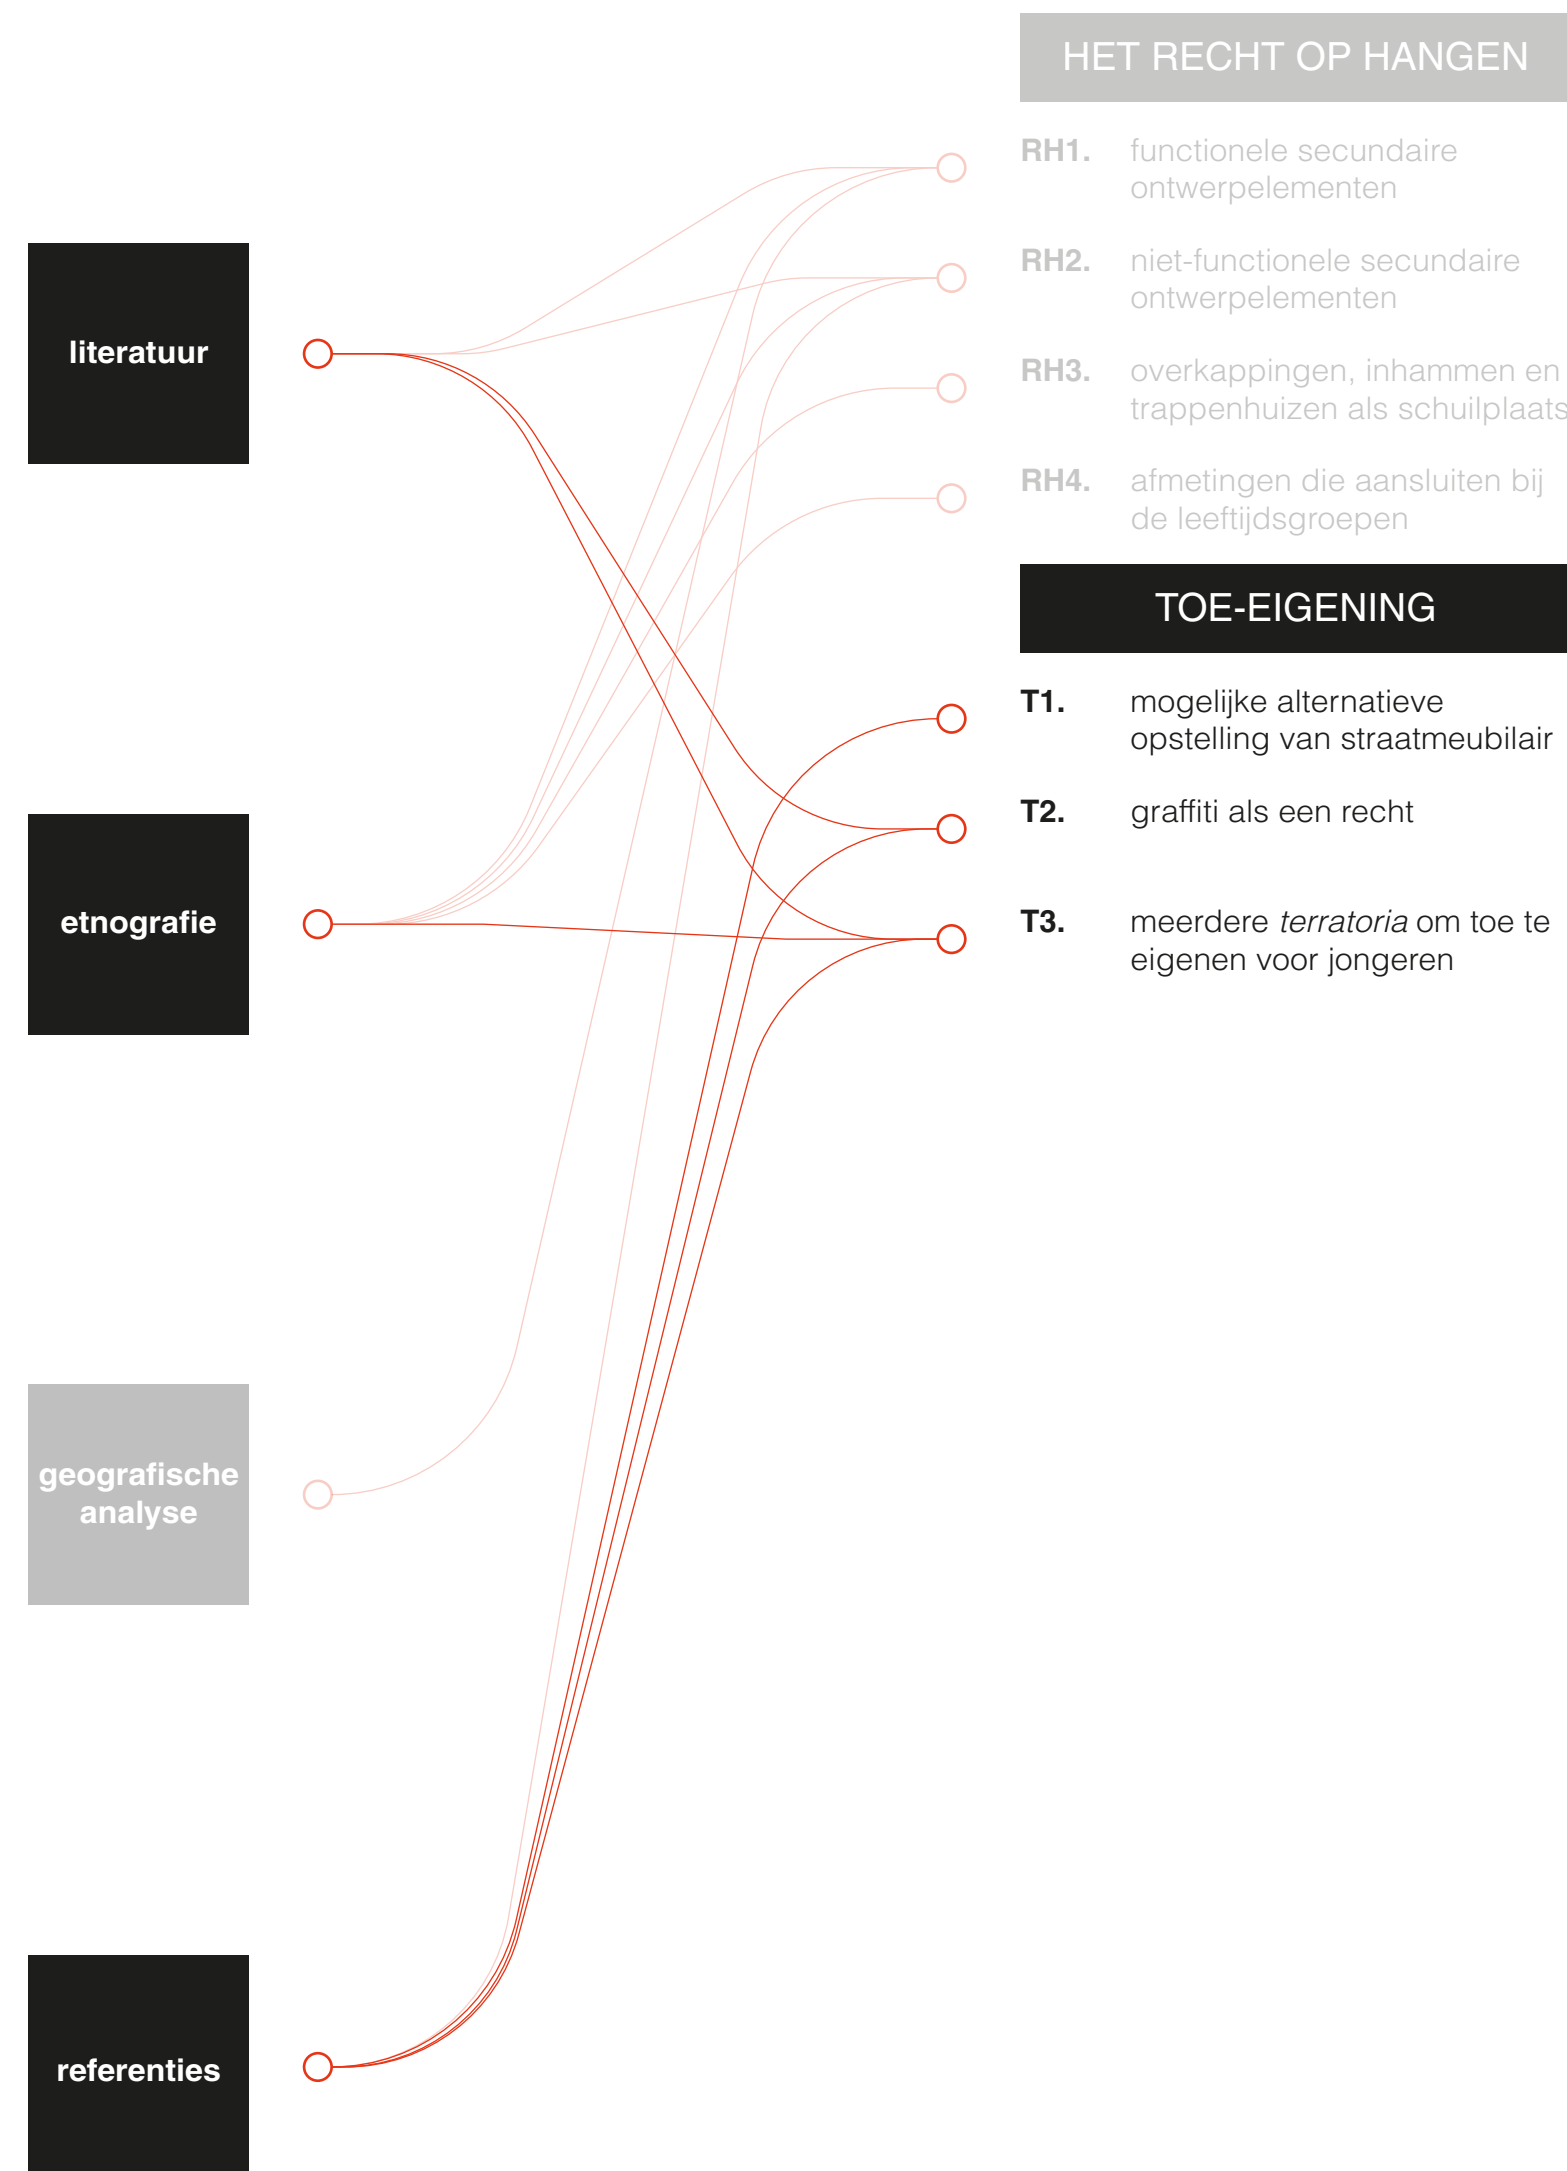 HET RECHT OP HANGEN
RH1. functionele secundaire
ontwerpelementen
RH2. niet-functionele secundaire
ontwerpelementen
RH3. overkappingen, inhammen en
trappenhuizen als schuilplaats
RH4. afmetingen die aansluiten bij
de leeftijdsgroepen
TOE-EIGENING
T1. mogelijke alternatieve
opstelling van straatmeubilair
T2. graffiti als een recht
T3. meerdere terratoria om toe te
eigenen voor jongeren
literatuur
etnografie
geografische
analyse
referenties